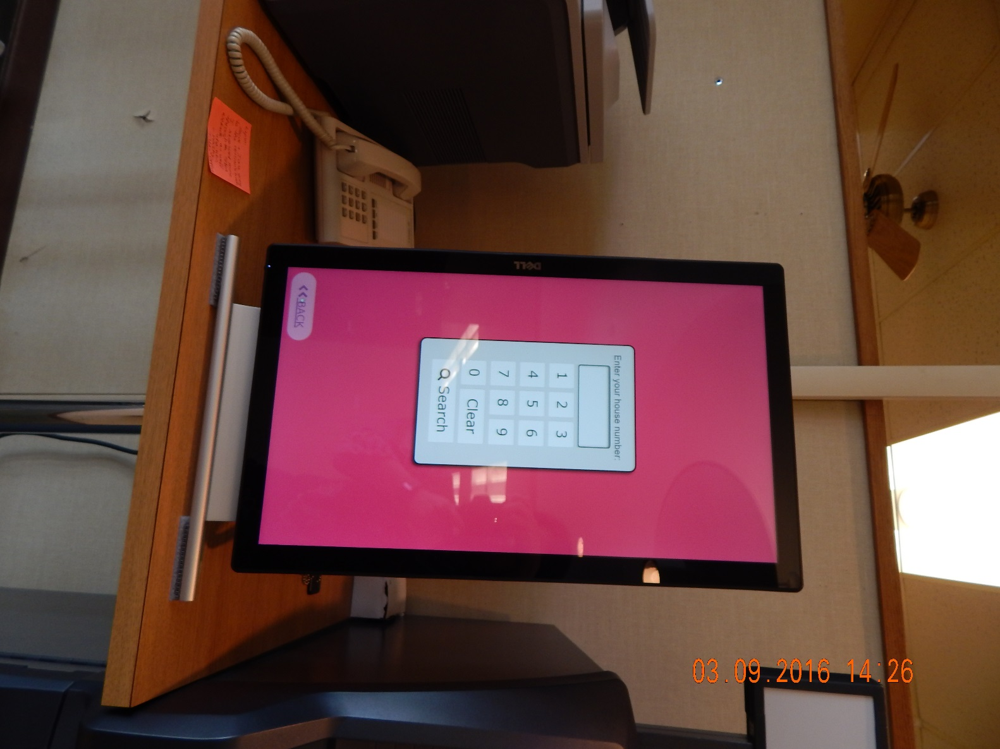 Enter your house number:
1 2 3
4 5 6
7 8 9
0 Clear
Search
<<BACK
DELL
03.09.2016 14:26